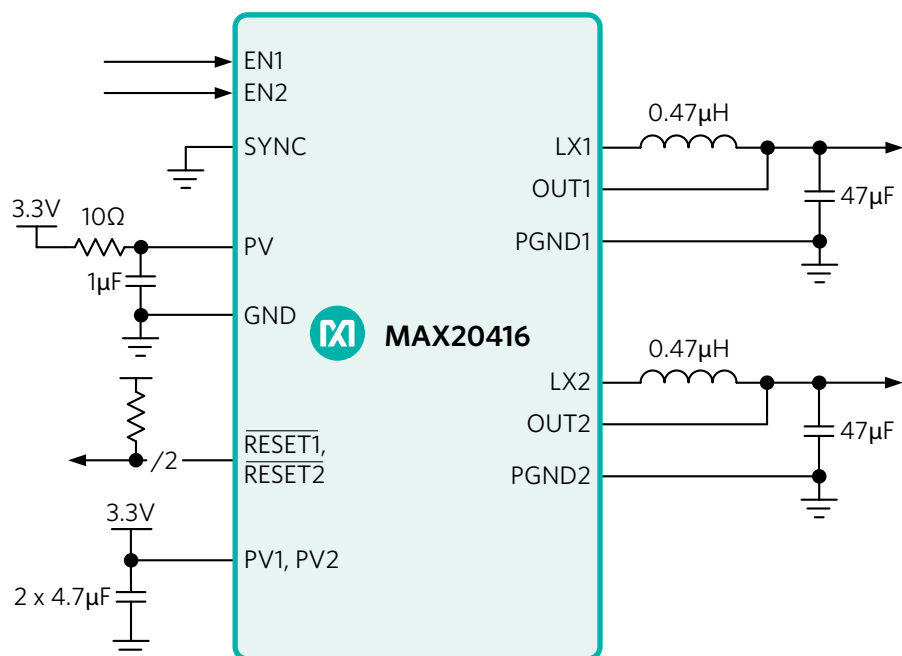 EN1
EN2
SYNC
3.3V
10Ω
PV
1µF
GND
/2
RESET1,
RESET2
3.3V
PV1, PV2
2 x 4.7µF
MAX20416
0.47µH
LX1
OUT1
47µF
PGND1
0.47µH
LX2
OUT2
47µF
PGND2